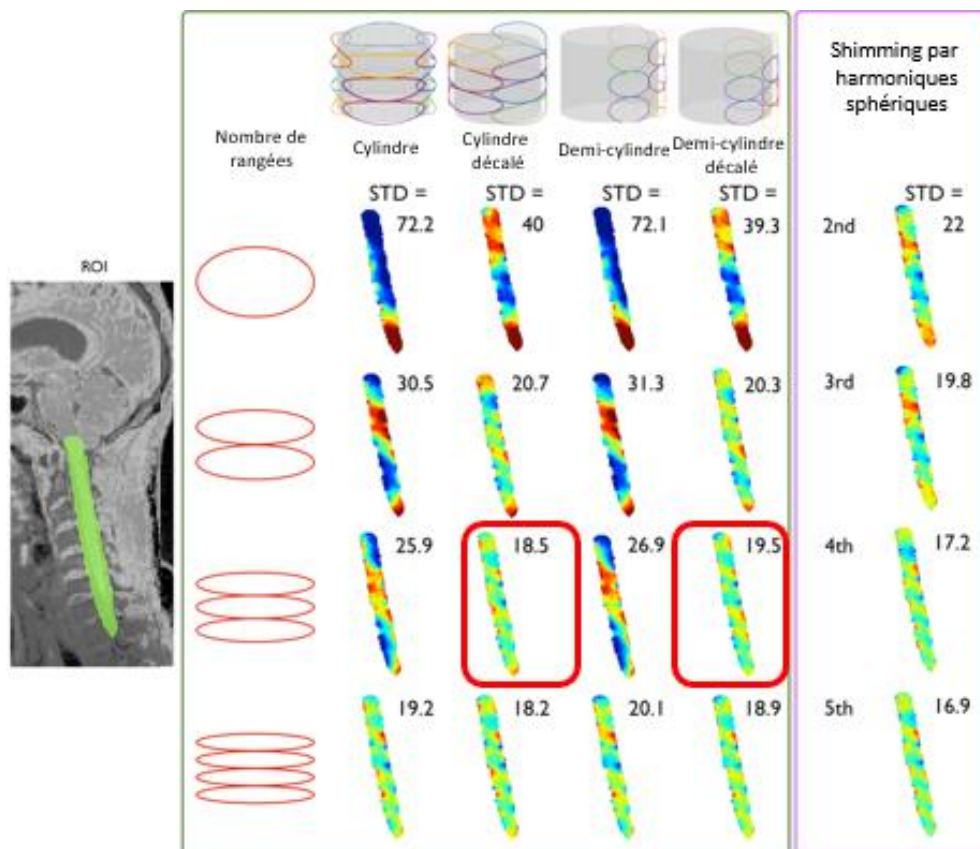 Shimming par
harmoniques
sphériques
Nombre de
rangées
Cylindre
Cylindre
décalé
Demi-cylindre
Demi-cylindre
décalé
STD =
STD =
STD =
STD =
STD =
ROI
72.2
40
72.1
39.3
2nd
22
30.5
20.7
31.3
20.3
3rd
19.8
25.9
18.5
26.9
19.5
4th
17.2
19.2
18.2
20.1
18.9
5th
16.9